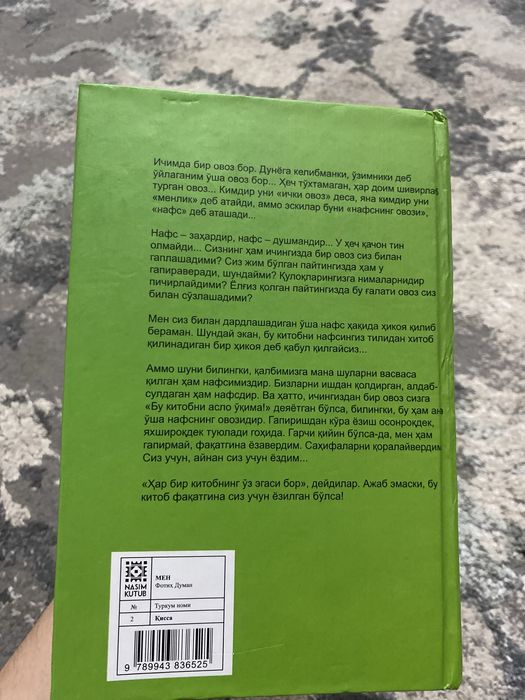 Ичимда бир овоз бор. Дунёга келибманки, ўзимники деб
ўйлаганим ўша овоз бор... Ҳеч тўхтамаган, ҳар доим шивирлаб
турган овоз... Кимдир уни «ички овоз» деса, яна кимдир уни
«менлик» деб атайди, аммо эскилар буни «нафснинг овози»,
«нафс» деб аташади...
Нафс – заҳардир, нафс – душмандир... У ҳеч қачон тин
олмайди... Сизнинг ҳам ичингизда бир овоз сиз билан
гаплашадими? Сиз жим бўлган пайтингизда ҳам у
гапираверади, шундайми? Қулоқларингизга нималарнидир
пичирлайдими? Ёлғиз қолган пайтингизда бу ғалати овоз сиз
билан сўзлашадими?
Мен сиз билан дардлашадиган ўша нафс ҳақида ҳикоя қилиб
бераман. Шундай экан, бу китобни нафсингиз тилидан хитоб
қилинадиган бир ҳикоя деб қабул қилгайсиз...
Аммо шуни билингки, қалбимизга мана шуларни васваса
қилган ҳам нафсимиздир. Бизларни ишдан қолдирган, алдаб-
сулдаган ҳам нафсдир. Ва ҳатто, ичингиздан бир овоз сизга
«Бу китобни асло ўқима!» деяётган бўлса, билингки, бу ҳам
ўша нафснинг овозидир. Гапиришдан кўра ёзиш осонроқдек,
яхшироқдек туюлади гоҳида. Гарчи қийин бўлса-да, мен ҳам
гапирмай, фақатгина ёзавердим. Саҳифаларни қоралайвердим
Сиз учун, айнан сиз учун ёздим...
«Ҳар бир китобнинг ўз эгаси бор», дейдилар. Ажаб эмаски, бу
китоб фақатгина сиз учун ёзилган бўлса!
NASIM
KUTUB
МЕН
Фотиҳ Думан
№ Туркум номи
2 Қисса
9 789943 836525